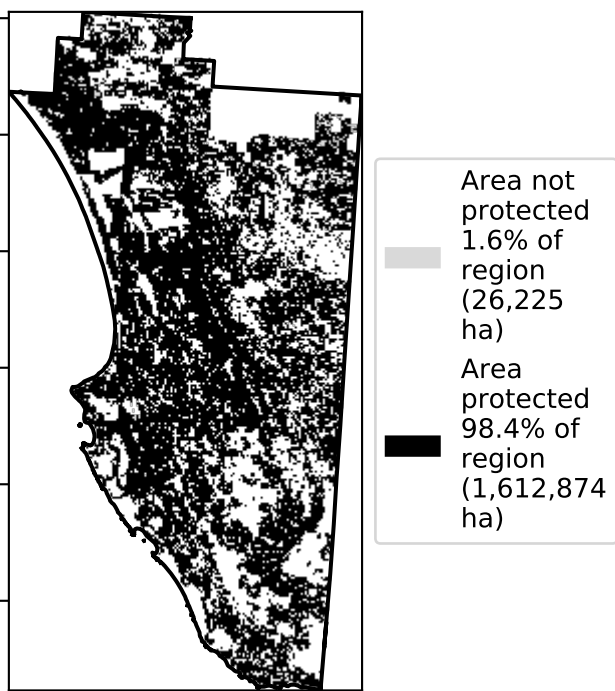 Area not
protected
1.6% of
region
(26,225
ha)
Area
protected
98.4% of
region
(1,612,874
ha)